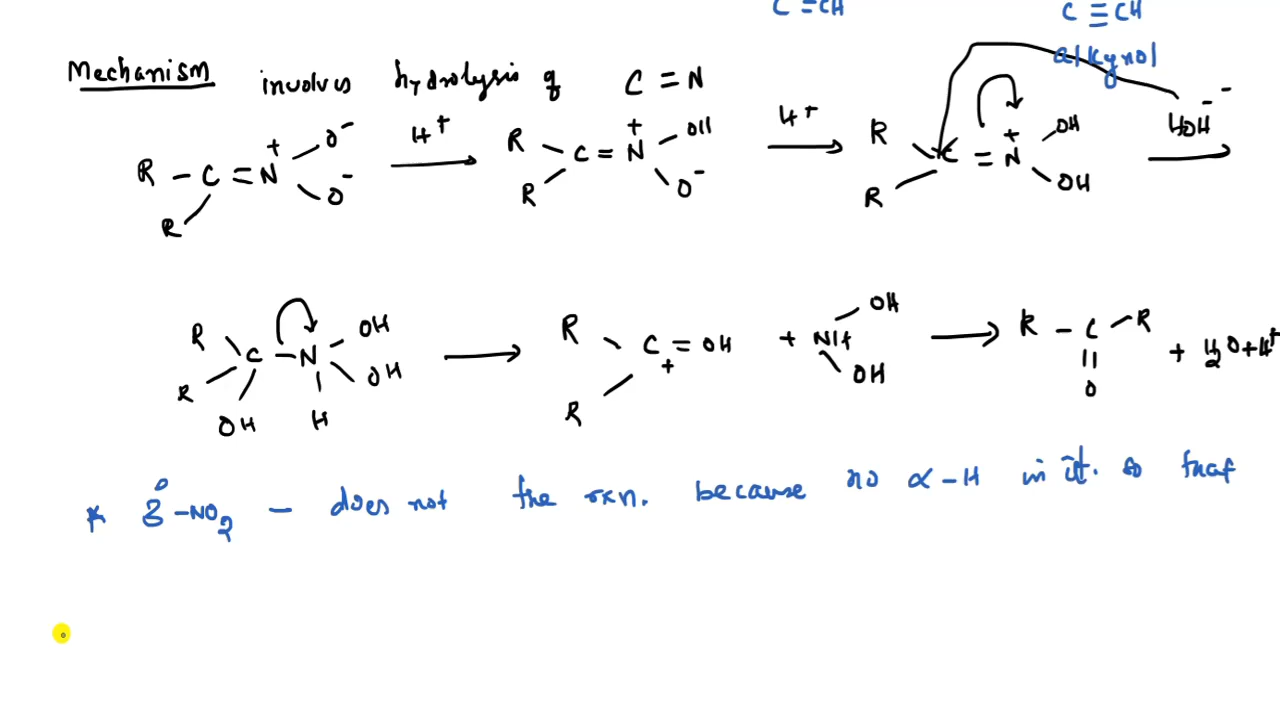 C ≡CH C ≡ CH
alkynol
Mechanism involves hydrolysis of C = N
R – C = N⁺ O⁻ O⁻ R H⁺ → R R C = N⁺ OH O⁻ H⁺ → R R C = N⁺ OH OH HOH →
R R C – N OH OH OH H → R R C = OH + + NH OH OH → R – C – R O + H₂O + H⁺
* 3° –NO₂ – does not the rxn. because no α – H in it. so that